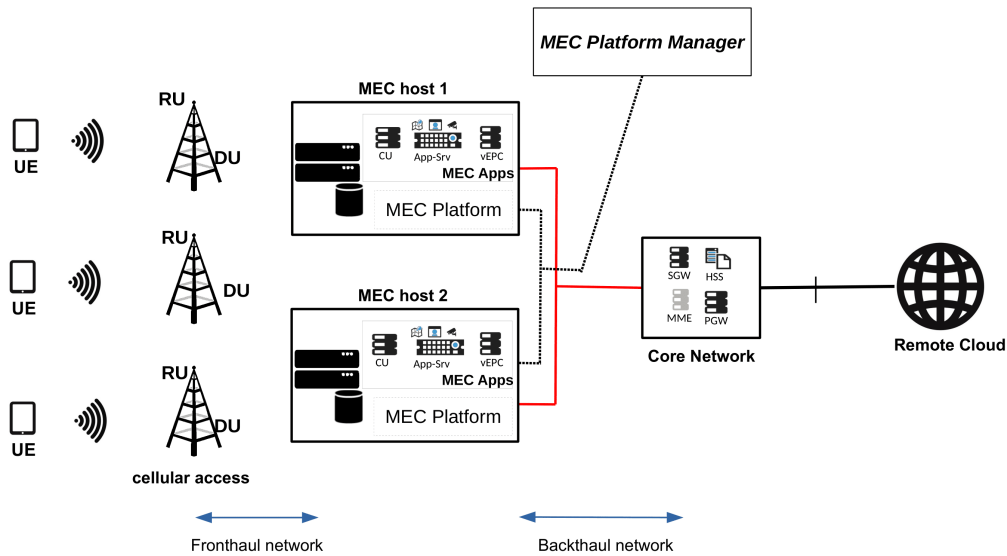 MEC Platform Manager
MEC host 1
RU
DU
UE
CU
App-Srv
vEPC
MEC Apps
MEC Platform
RU
DU
UE
MEC host 2
CU
App-Srv
vEPC
MEC Apps
MEC Platform
SGW
HSS
MME
PGW
Core Network
Remote Cloud
RU
DU
UE
cellular access
Fronthaul network
Backthaul network